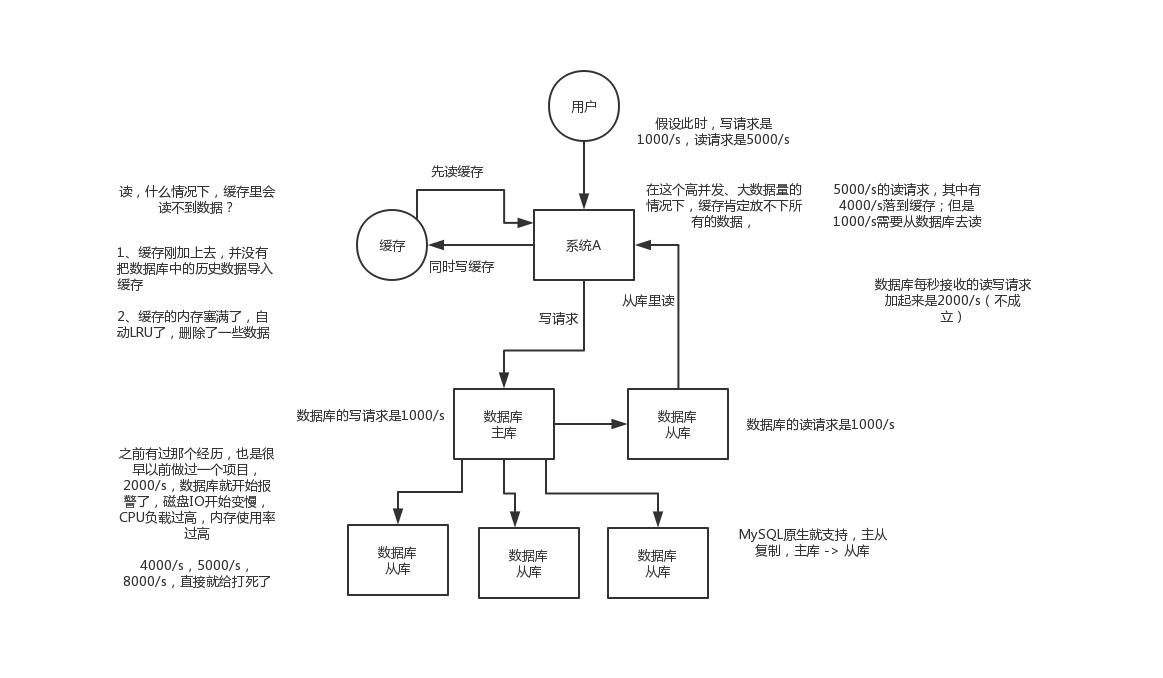 用户
假设此时，写请求是
1000/s，读请求是5000/s
先读缓存
读，什么情况下，缓存里会
读不到数据？
在这个高并发、大数据量的
情况下，缓存肯定放不下所
有的数据，
5000/s的读请求，其中有
4000/s落到缓存；但是
1000/s需要从数据库去读
缓存
系统A
同时写缓存
1、缓存刚加上去，并没有
把数据库中的历史数据导入
缓存
2、缓存的内存塞满了，自
动LRU了，删除了一些数据
从库里读
写请求
数据库每秒接收的读写请求
加起来是2000/s（不成
立）
数据库的写请求是1000/s
数据库
主库
数据库
从库
数据库的读请求是1000/s
之前有过那个经历，也是很
早以前做过一个项目，
2000/s，数据库就开始报
警了，磁盘IO开始变慢，
CPU负载过高，内存使用率
过高
4000/s，5000/s，
8000/s，直接就给打死了
数据库
从库
数据库
从库
数据库
从库
MySQL原生就支持，主从
复制，主库 -> 从库